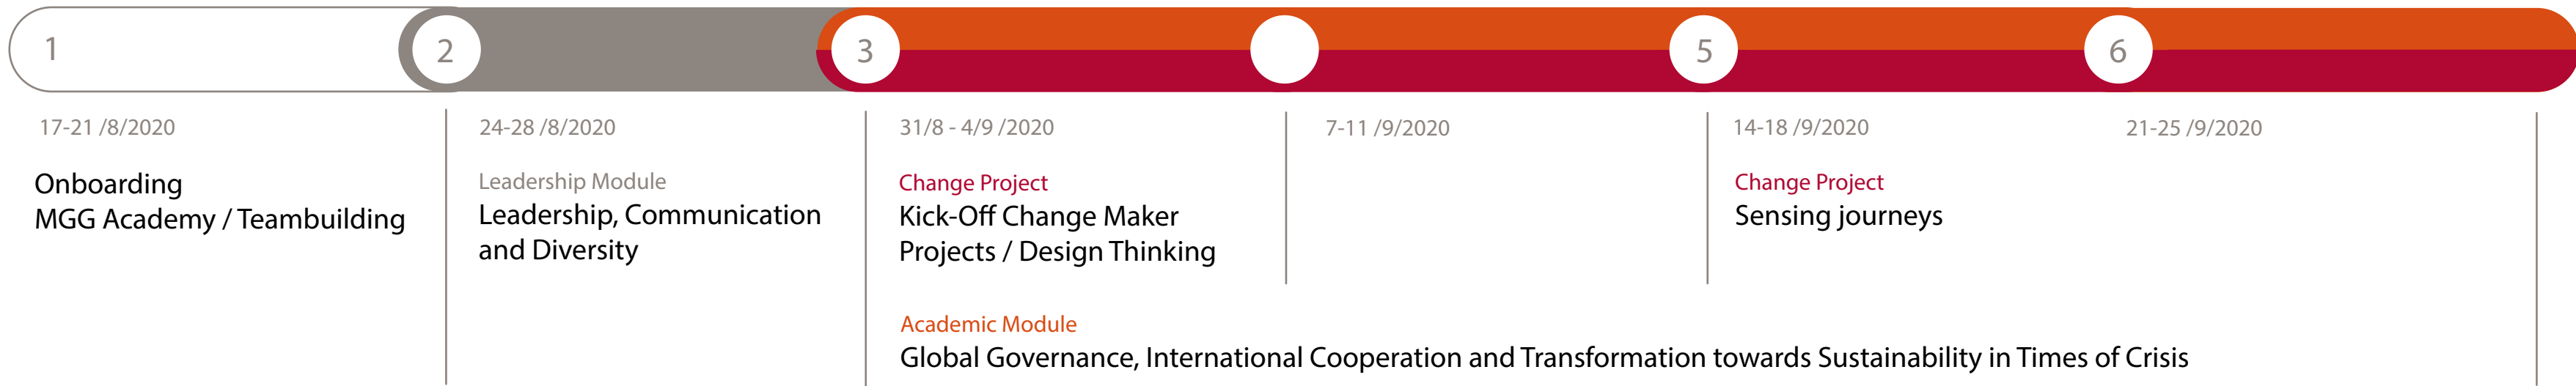 1
2
3
5
6
17-21 /8/2020
24-28 /8/2020
31/8 - 4/9 /2020
7-11 /9/2020
14-18 /9/2020
21-25 /9/2020
Onboarding
MGG Academy / Teambuilding
Leadership Module
Leadership, Communication
and Diversity
Change Project
Kick-Off Change Maker
Projects / Design Thinking
Change Project
Sensing journeys
Academic Module
Global Governance, International Cooperation and Transformation towards Sustainability in Times of Crisis